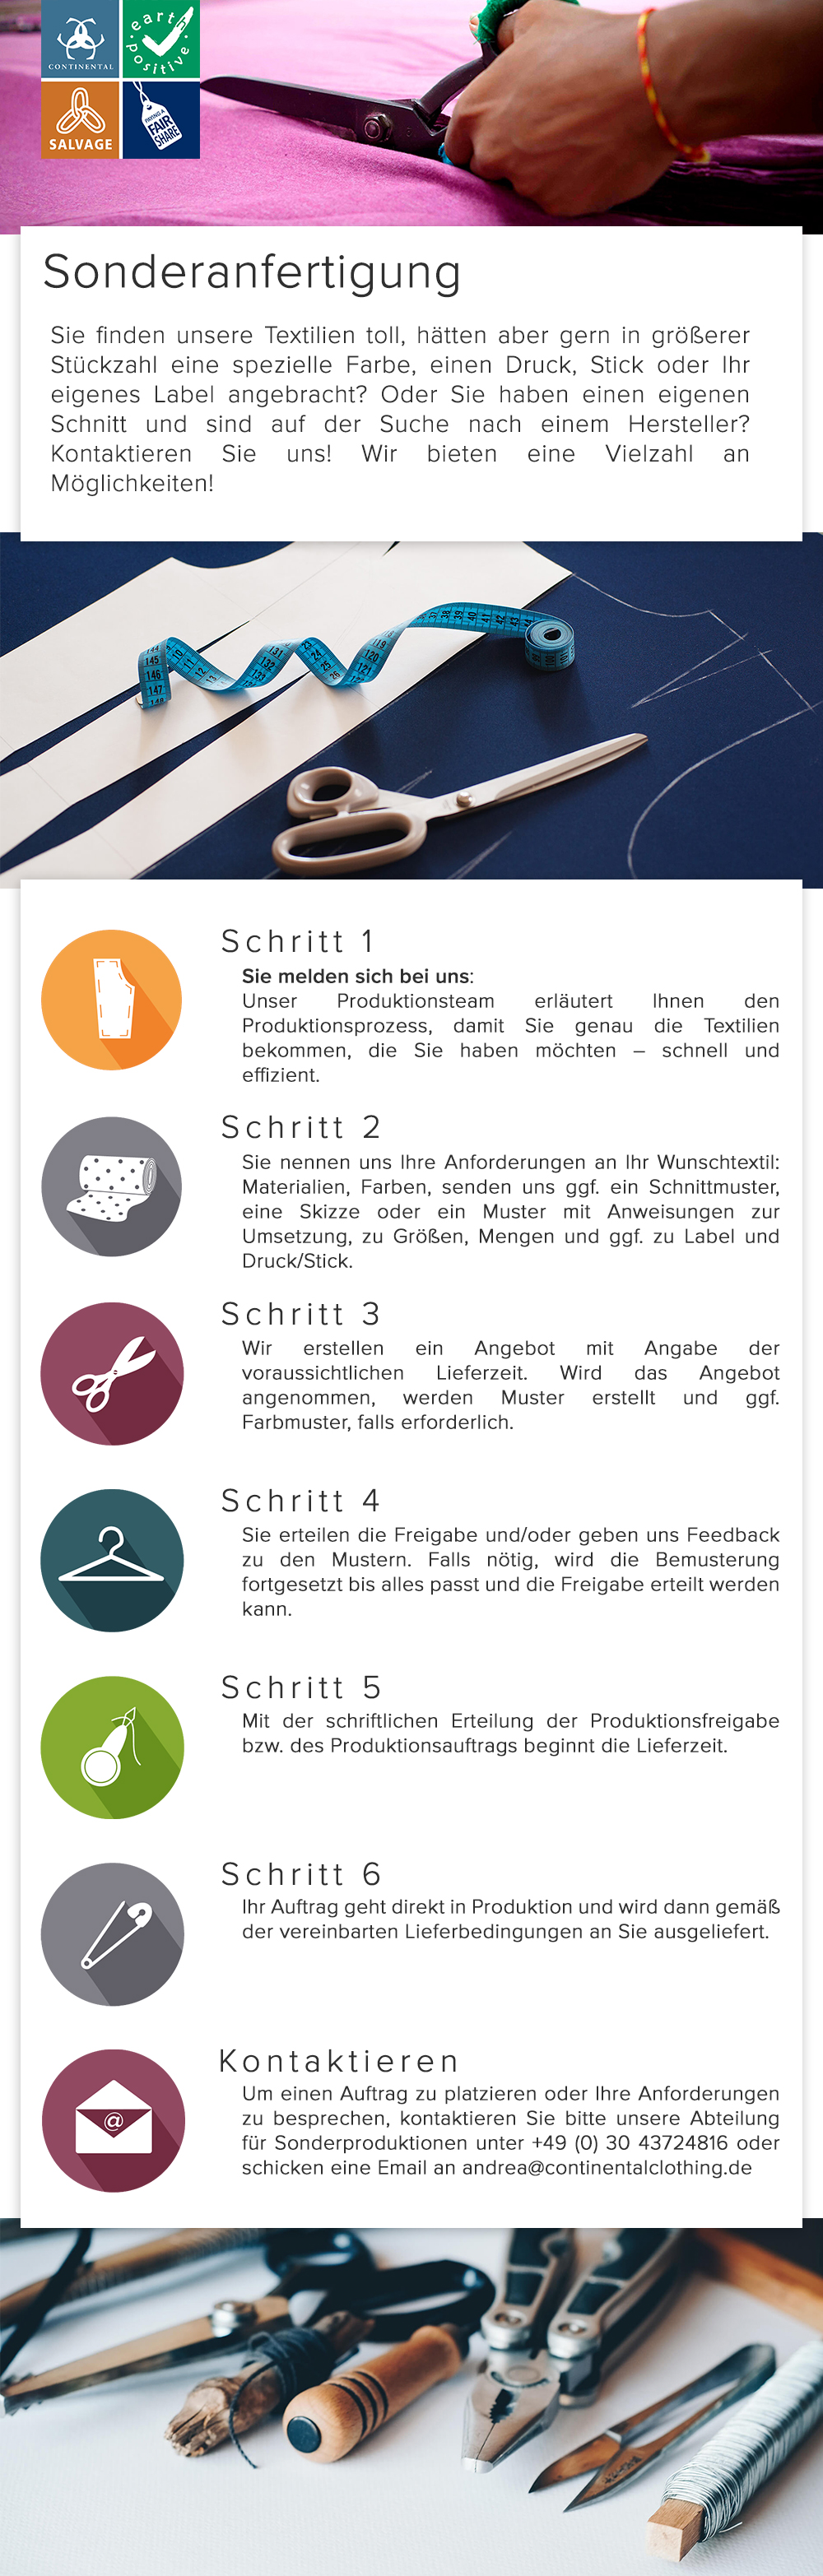 earth
positive
CONTINENTAL
SALVAGE
PAYING A
FAIR
SHARE
Sonderanfertigung
Sie finden unsere Textilien toll, hätten aber gern in größerer
Stückzahl eine spezielle Farbe, einen Druck, Stick oder Ihr
eigenes Label angebracht? Oder Sie haben einen eigenen
Schnitt und sind auf der Suche nach einem Hersteller?
Kontaktieren Sie uns! Wir bieten eine Vielzahl an
Möglichkeiten!
Schritt 1
Sie melden sich bei uns:
Unser Produktionsteam erläutert Ihnen den
Produktionsprozess, damit Sie genau die Textilien
bekommen, die Sie haben möchten – schnell und
effizient.
Schritt 2
Sie nennen uns Ihre Anforderungen an Ihr Wunschtextil:
Materialien, Farben, senden uns ggf. ein Schnittmuster,
eine Skizze oder ein Muster mit Anweisungen zur
Umsetzung, zu Größen, Mengen und ggf. zu Label und
Druck/Stick.
Schritt 3
Wir erstellen ein Angebot mit Angabe der
voraussichtlichen Lieferzeit. Wird das Angebot
angenommen, werden Muster erstellt und ggf.
Farbmuster, falls erforderlich.
Schritt 4
Sie erteilen die Freigabe und/oder geben uns Feedback
zu den Mustern. Falls nötig, wird die Bemusterung
fortgesetzt bis alles passt und die Freigabe erteilt werden
kann.
Schritt 5
Mit der schriftlichen Erteilung der Produktionsfreigabe
bzw. des Produktionsauftrags beginnt die Lieferzeit.
Schritt 6
Ihr Auftrag geht direkt in Produktion und wird dann gemäß
der vereinbarten Lieferbedingungen an Sie ausgeliefert.
Kontaktieren
Um einen Auftrag zu platzieren oder Ihre Anforderungen
zu besprechen, kontaktieren Sie bitte unsere Abteilung
für Sonderproduktionen unter +49 (0) 30 43724816 oder
schicken eine Email an andrea@continentalclothing.de